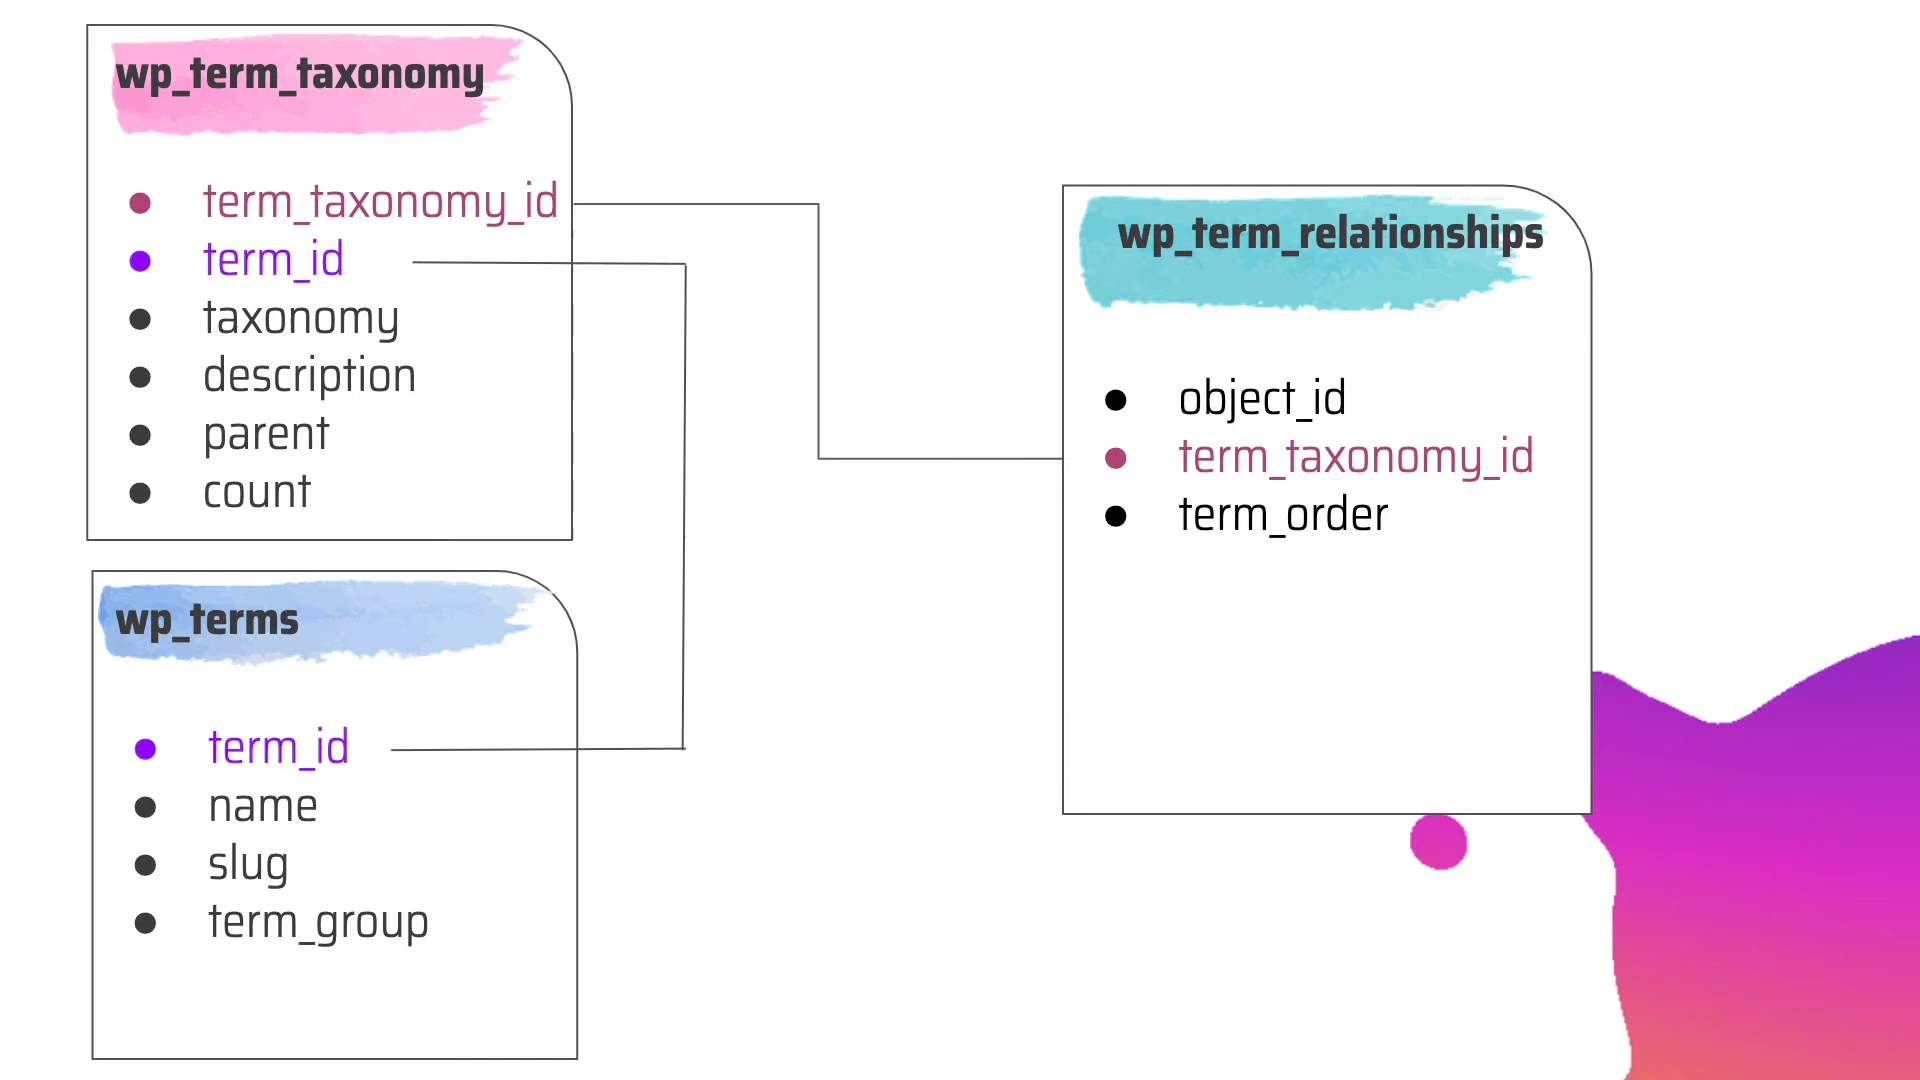 wp_term_taxonomy
term_taxonomy_id
term_id
taxonomy
description
parent
count
wp_terms
term_id
name
slug
term_group
wp_term_relationships
object_id
term_taxonomy_id
term_order